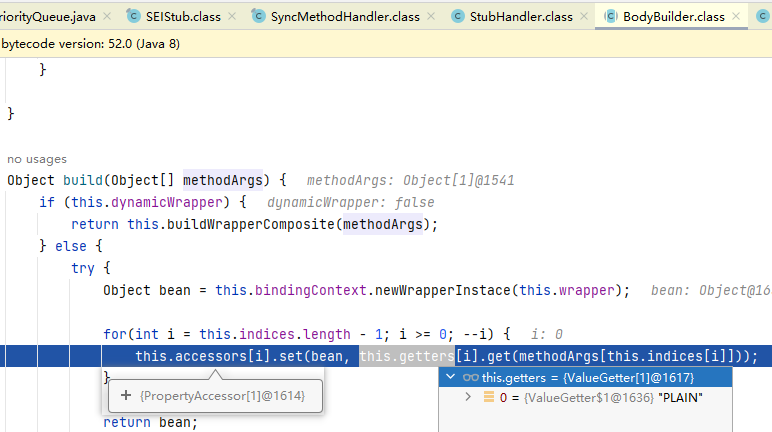 riorityQueue.java × SEIStub.class × SyncMethodHandler.class × StubHandler.class × BodyBuilder.class ×
bytecode version: 52.0 (Java 8)
}
}
no usages
Object build(Object[] methodArgs) { methodArgs: Object[1]@1541
if (this.dynamicWrapper) { dynamicWrapper: false
return this.buildWrapperComposite(methodArgs);
} else {
try {
Object bean = this.bindingContext.newWrapperInstace(this.wrapper); bean: Object@16
for(int i = this.indices.length - 1; i >= 0; --i) { i: 0
this.accessors[i].set(bean, this.getters[i].get(methodArgs[this.indices[i]]));
}
this.getters = {ValueGetter[1]@1617}
+ {PropertyAccessor[1]@1614}
0 = {ValueGetter$1@1636} "PLAIN"
return bean;